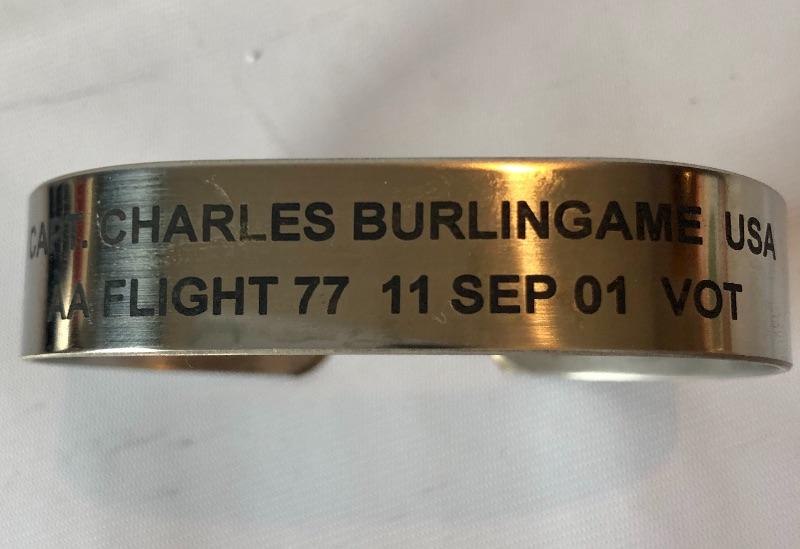 CAPT. CHARLES BURLINGAME USA
AA FLIGHT 77 11 SEP 01 VOT